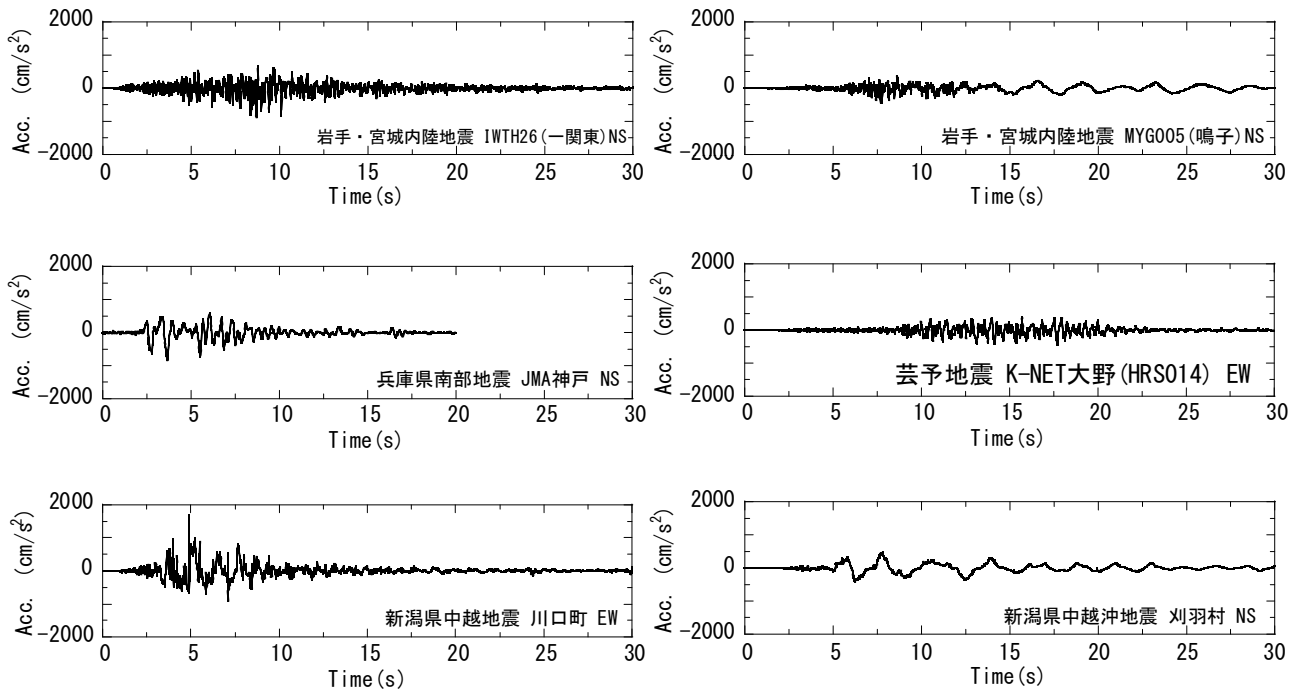 2000
0
-2000
Acc. (cm/s²)
岩手・宮城内陸地震 IWTH26(一関東)NS
0 5 10 15 20 25 30
Time(s)
2000
0
-2000
Acc. (cm/s²)
岩手・宮城内陸地震 MYG005(鳴子)NS
0 5 10 15 20 25 30
Time(s)
2000
0
-2000
Acc. (cm/s²)
兵庫県南部地震 JMA神戸 NS
0 5 10 15 20 25 30
Time(s)
2000
0
-2000
Acc. (cm/s²)
芸予地震 K-NET大野(HRS014) EW
0 5 10 15 20 25 30
Time(s)
2000
0
-2000
Acc. (cm/s²)
新潟県中越地震 川口町 EW
0 5 10 15 20 25 30
Time(s)
2000
0
-2000
Acc. (cm/s²)
新潟県中越沖地震 刈羽村 NS
0 5 10 15 20 25 30
Time(s)